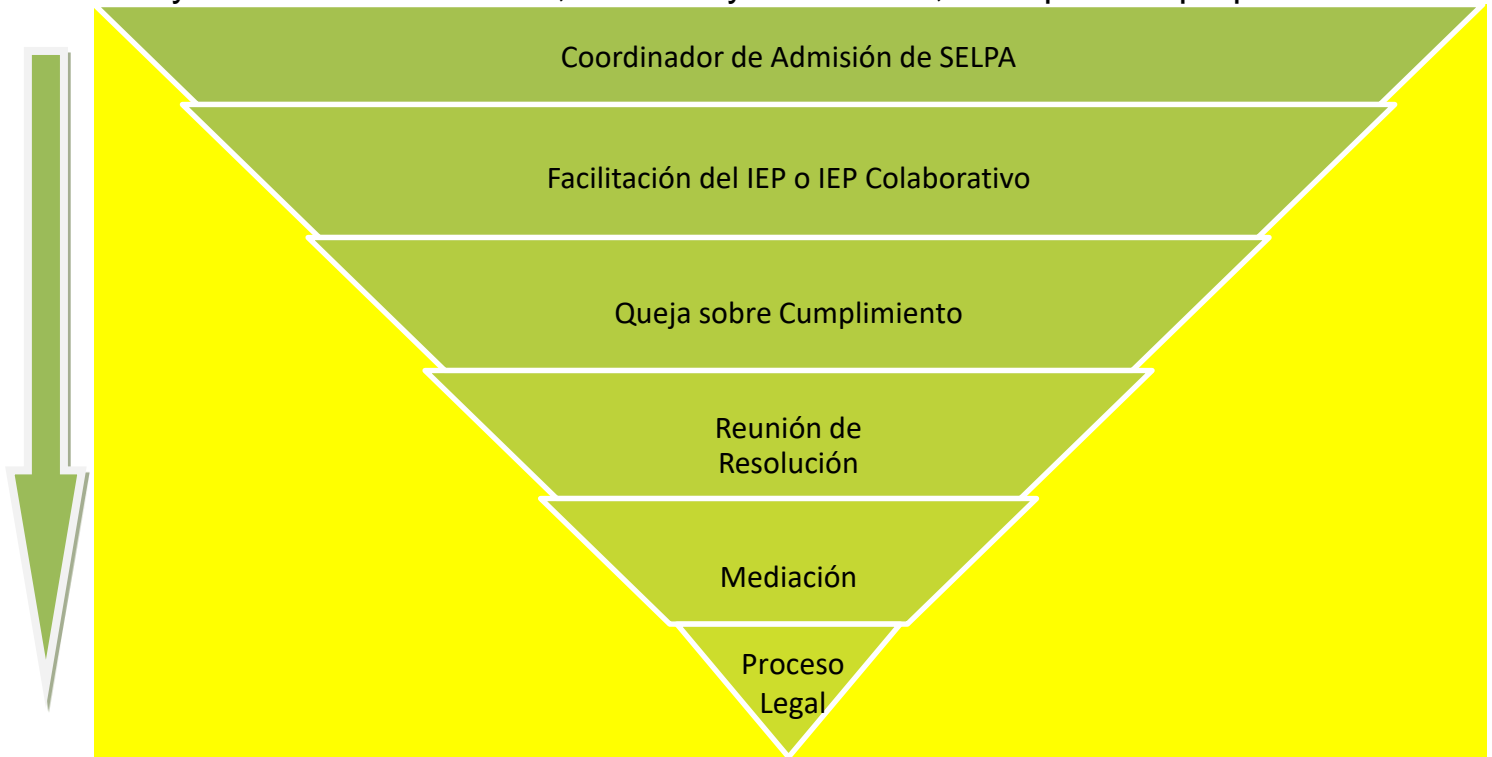 Coordinador de Admisión de SELPA
Facilitación del IEP o IEP Colaborativo
Queja sobre Cumplimiento
Reunión de
Resolución
Mediación
Proceso
Legal